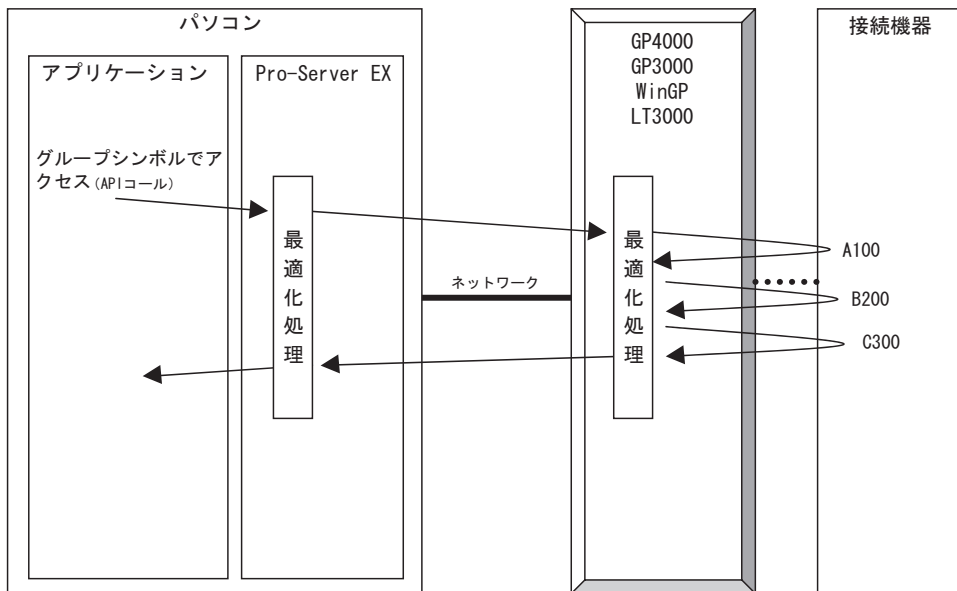 パソコン
アプリケーション
Pro-Server EX
グループシンボルでア
クセス(APIコール)
最適化処理
ネットワーク
GP4000
GP3000
WinGP
LT3000
最適化処理
接続機器
A100
B200
C300